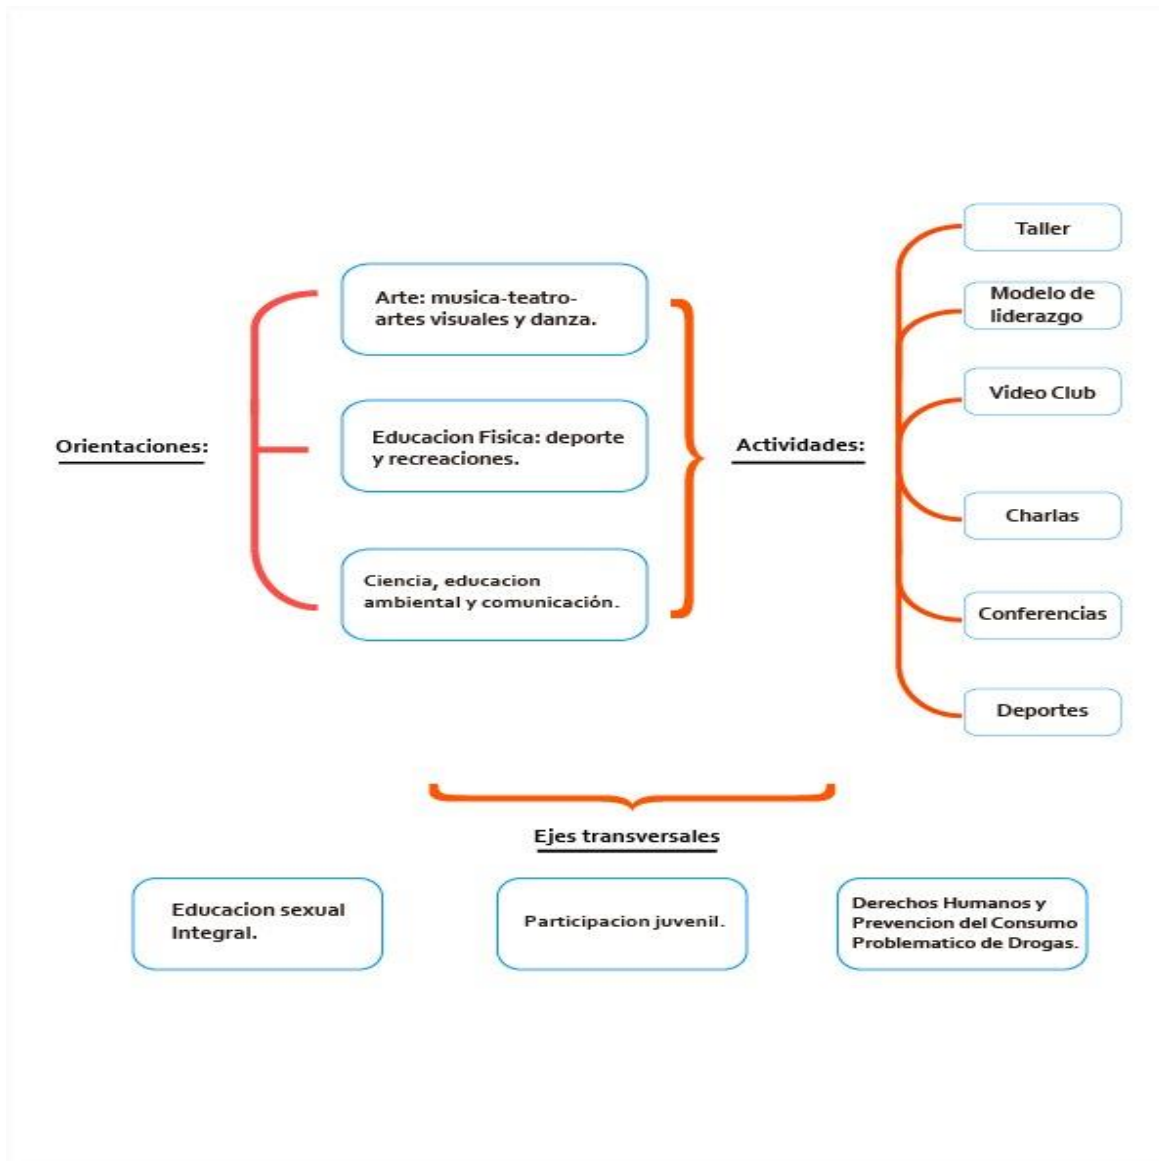 Orientaciones:
Arte: musica-teatro-
artes visuales y danza.
Educacion Fisica: deporte
y recreaciones.
Ciencia, educacion
ambiental y comunicación.
Actividades:
Taller
Modelo de
liderazgo
Video Club
Charlas
Conferencias
Deportes
Ejes transversales
Educacion sexual
Integral.
Participacion juvenil.
Derechos Humanos y
Prevencion del Consumo
Problematico de Drogas.